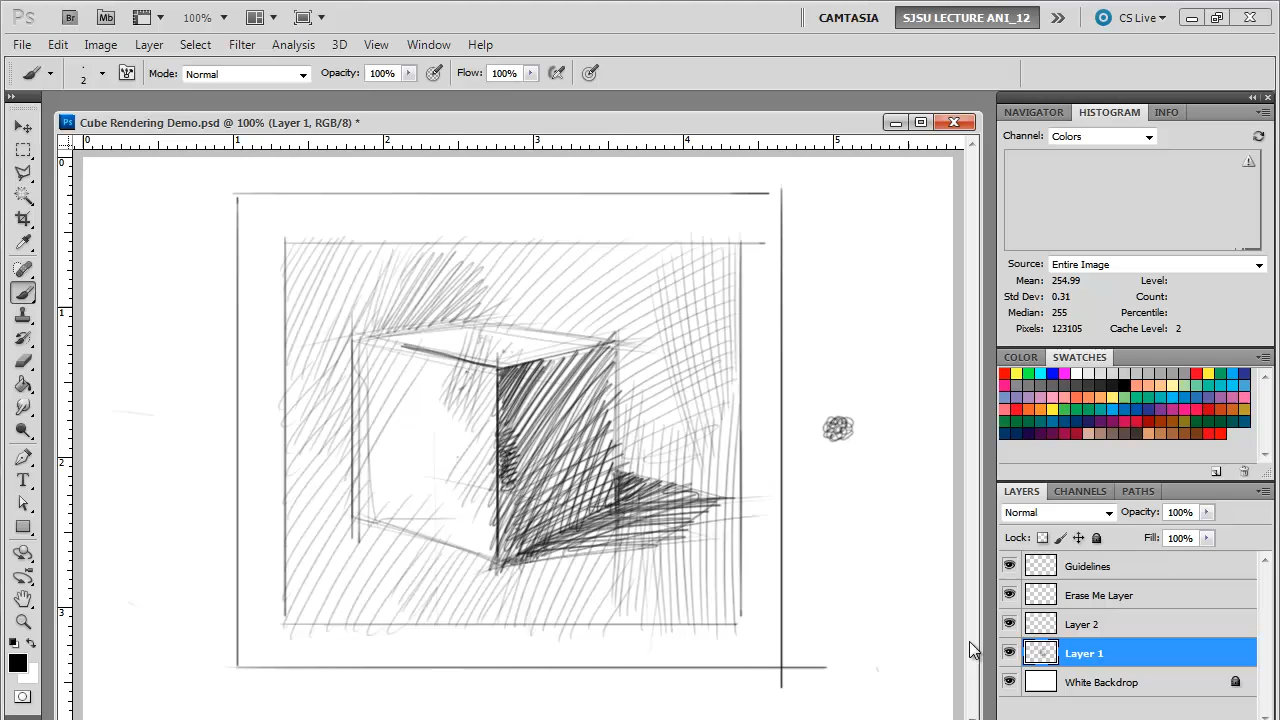 Ps Br Mb 100% CAMTASIA SJSU LECTURE ANI_12 CS Live
File Edit Image Layer Select Filter Analysis 3D View Window Help
2 Mode: Normal Opacity: 100% Flow: 100%
Ps Cube Rendering Demo.psd @ 100% (Layer 1, RGB/8) *
0 1 2 3 4 5
0
1
2
3
T
NAVIGATOR HISTOGRAM INFO
Channel: Colors
Source: Entire Image
Mean: 254.99 Level:
Std Dev: 0.31 Count:
Median: 255 Percentile:
Pixels: 123105 Cache Level: 2
COLOR SWATCHES
LAYERS CHANNELS PATHS
Normal Opacity: 100%
Lock: Fill: 100%
Guidelines
Erase Me Layer
Layer 2
Layer 1
White Backdrop